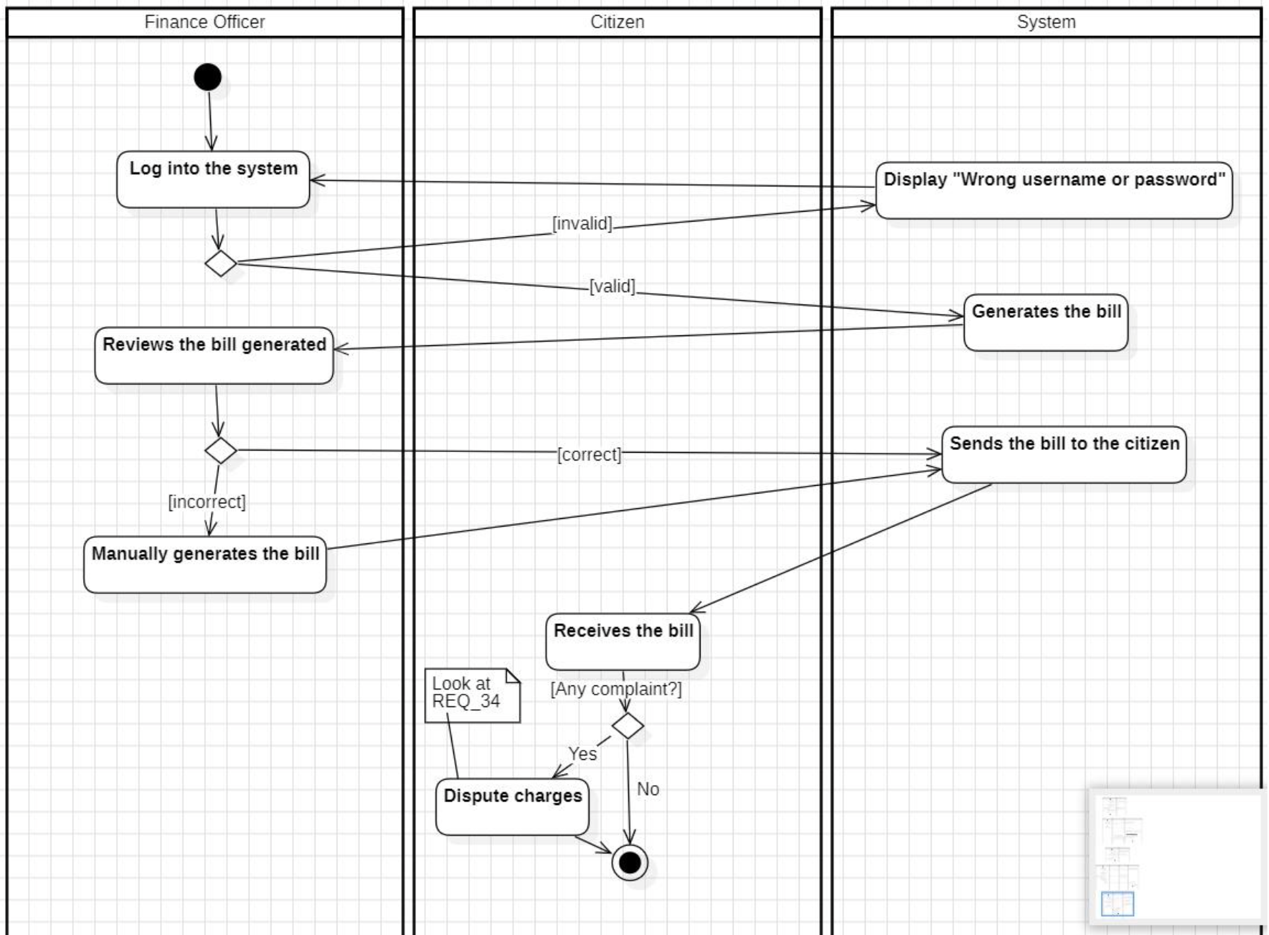 Finance Officer
Citizen
System
Log into the system
Display "Wrong username or password"
[invalid]
[valid]
Generates the bill
Reviews the bill generated
[correct]
Sends the bill to the citizen
[incorrect]
Manually generates the bill
Receives the bill
Look at
REQ_34
[Any complaint?]
Yes
No
Dispute charges